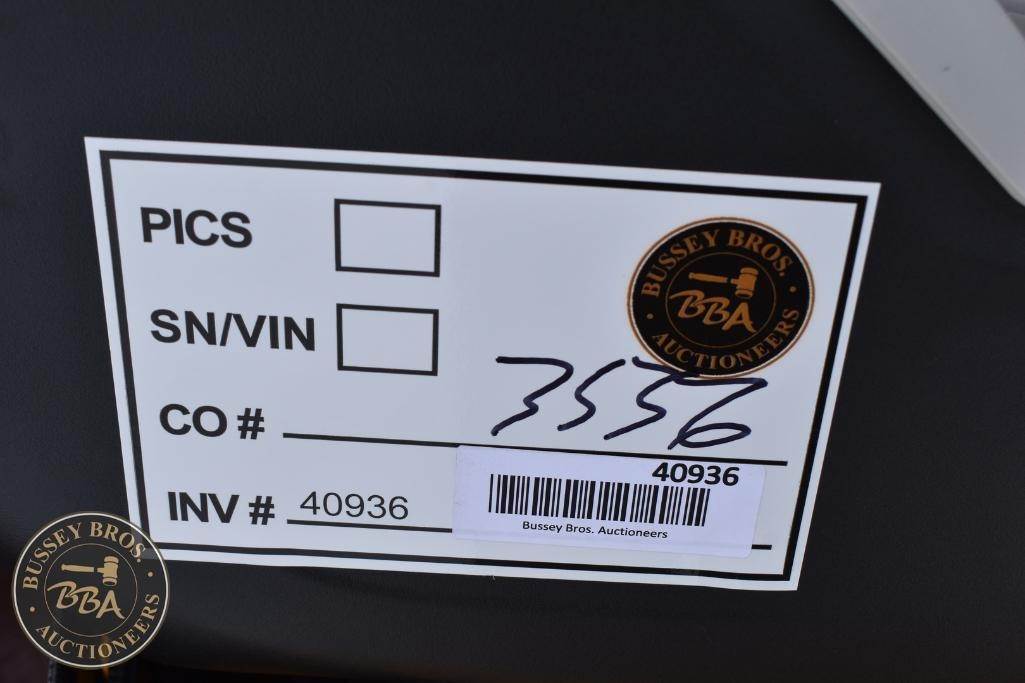 PICS
SN/VIN
BUSSEY BROS.
BBA
AUCTIONEERS
CO #
3556
INV # 40936
40936
Bussey Bros. Auctioneers
BUSSEY BROS.
BBA
AUCTIONEERS